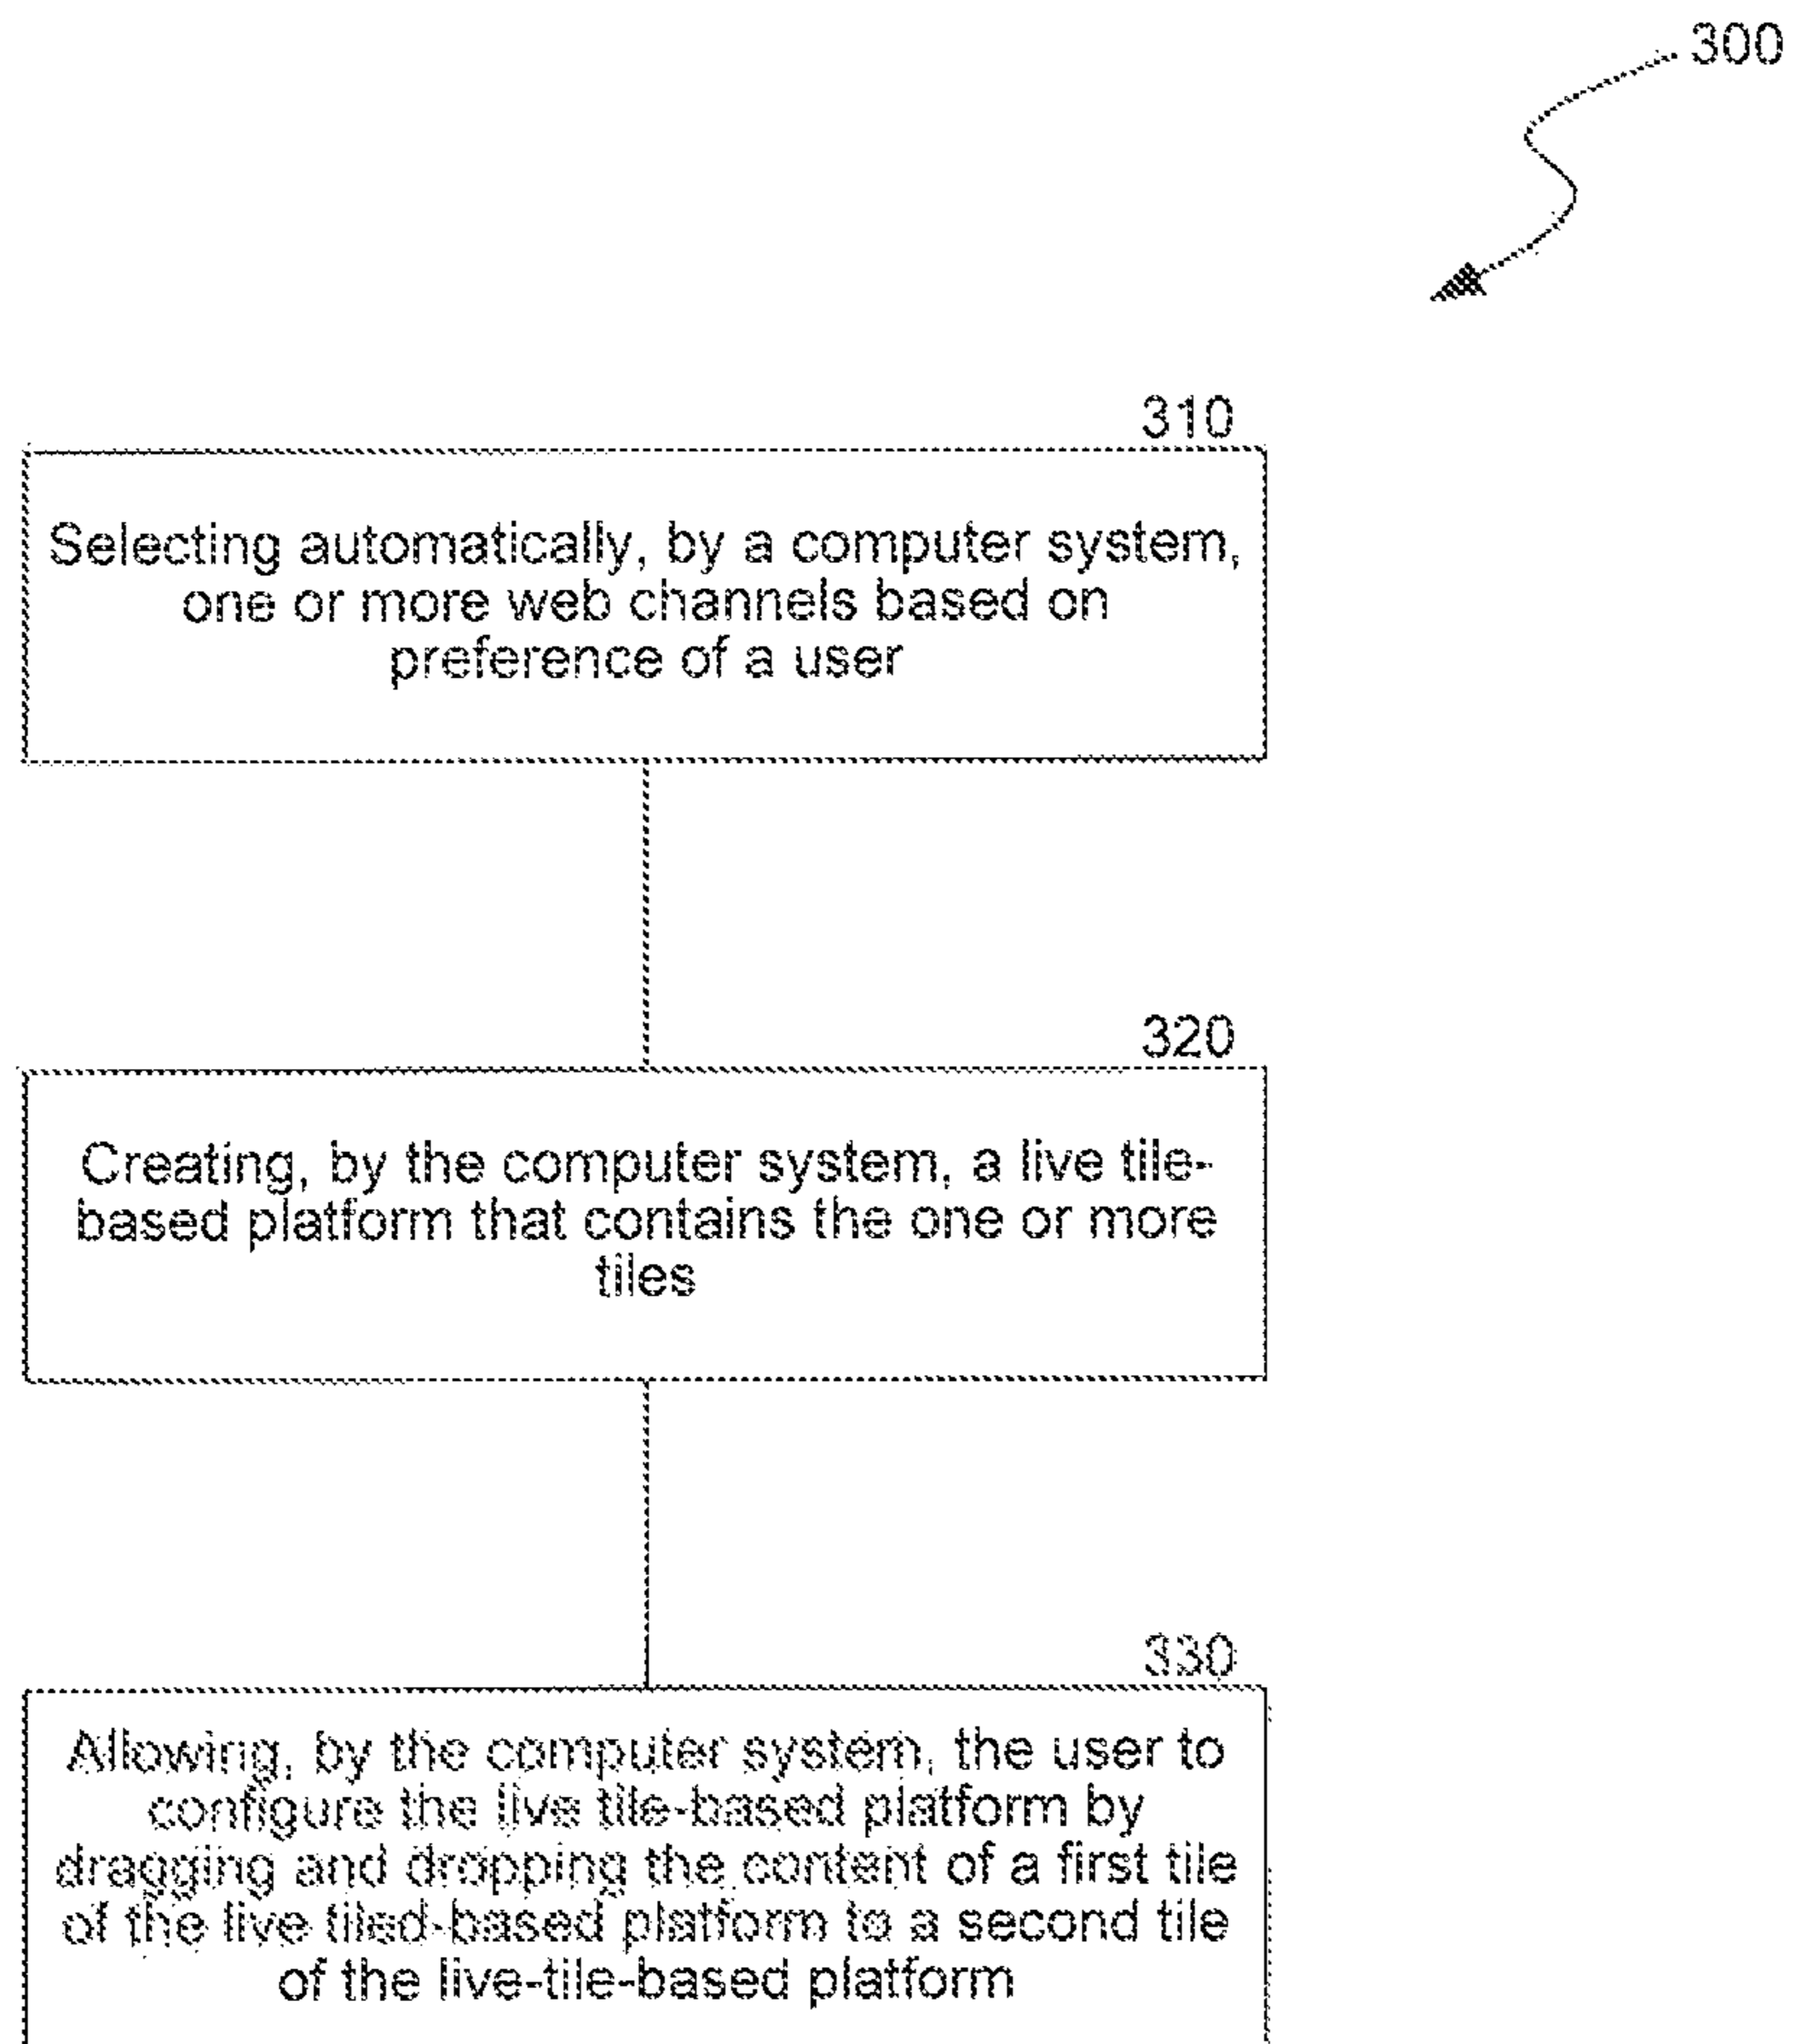 300
310
Selecting automatically, by a computer system,
one or more web channels based on
preference of a user
320
Creating, by the computer system, a live tile-
based platform that contains the one or more
tiles
330
Allowing, by the computer system, the user to
configure the live tile-based platform by
dragging and dropping the content of a first tile
of the live tiled-based platform to a second tile
of the live-tile-based platform